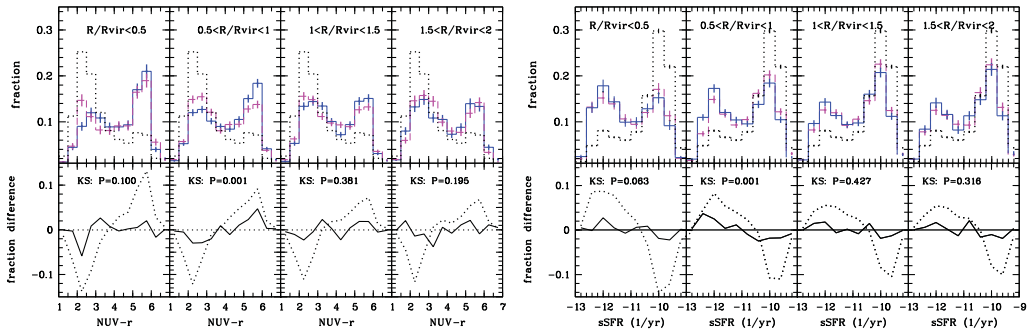 R/Rvir<0.5 0.5<R/Rvir<1 1<R/Rvir<1.5 1.5<R/Rvir<2
0.3
0.2
0.1
fraction
KS: P=0.100 KS: P=0.001 KS: P=0.381 KS: P=0.195
0.1
0
-0.1
fraction difference
1 2 3 4 5 6 1 2 3 4 5 6 1 2 3 4 5 6 1 2 3 4 5 6 7
NUV-r NUV-r NUV-r NUV-r
R/Rvir<0.5 0.5<R/Rvir<1 1<R/Rvir<1.5 1.5<R/Rvir<2
0.3
0.2
0.1
fraction
KS: P=0.063 KS: P=0.001 KS: P=0.427 KS: P=0.316
0.1
0
-0.1
fraction difference
-13 -12 -11 -10 -13 -12 -11 -10 -13 -12 -11 -10 -13 -12 -11 -10 -9
sSFR (1/yr) sSFR (1/yr) sSFR (1/yr) sSFR (1/yr)